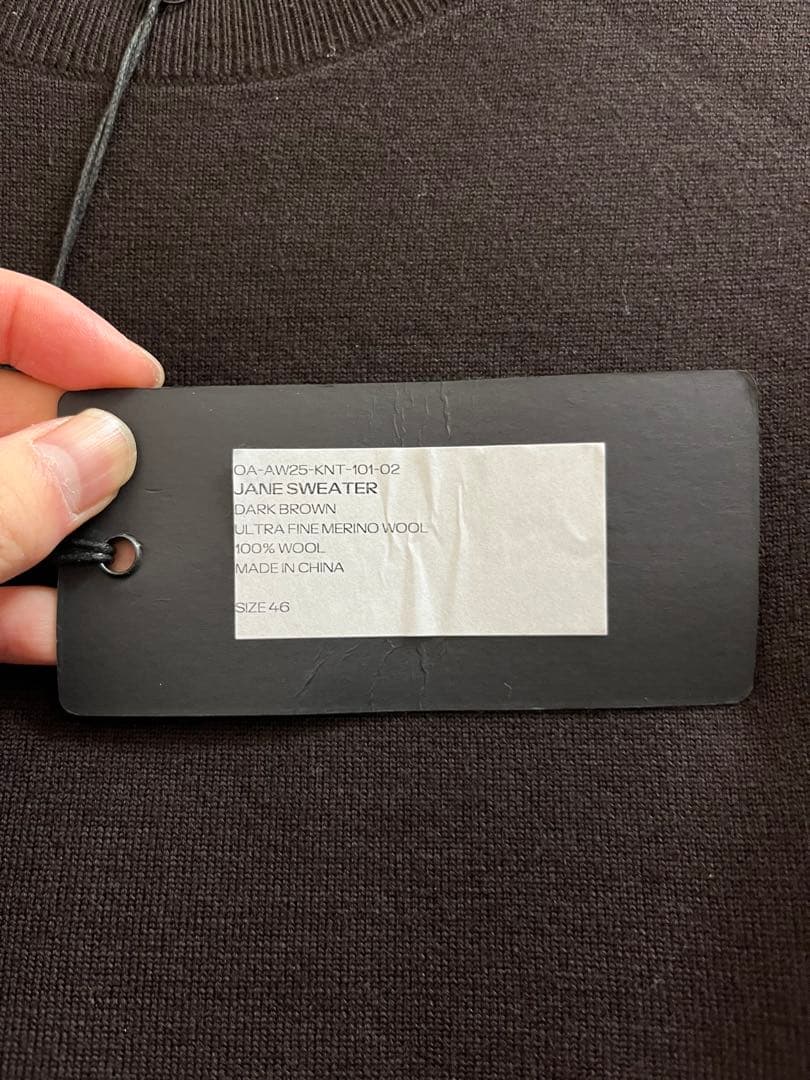 OA-AW25-KNT-101-02
JANE SWEATER
DARK BROWN
ULTRA FINE MERINO WOOL
100% WOOL
MADE IN CHINA
SIZE 46